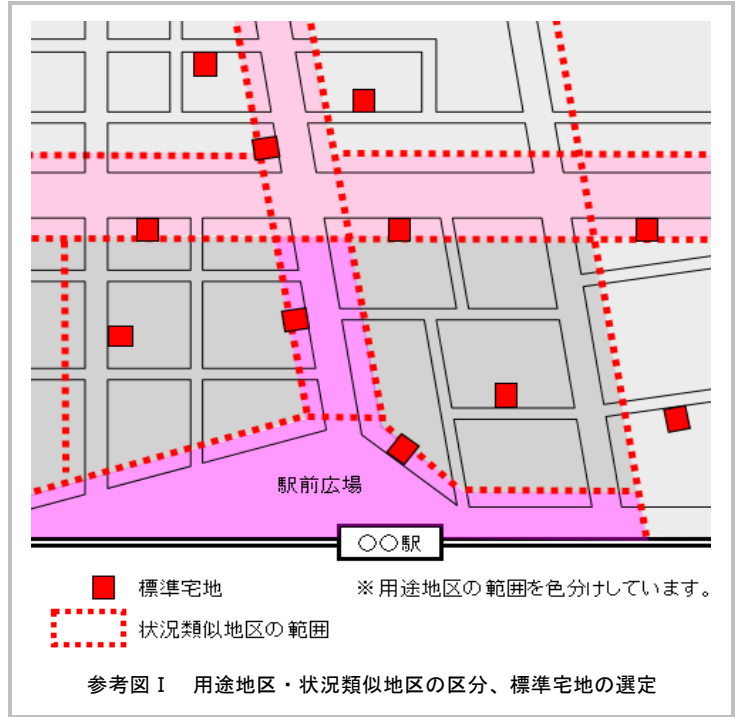 駅前広場
〇〇駅
標準宅地
※用途地区の範囲を色分けしています。
状況類似地区の範囲
参考図Ⅰ 用途地区・状況類似地区の区分、標準宅地の選定